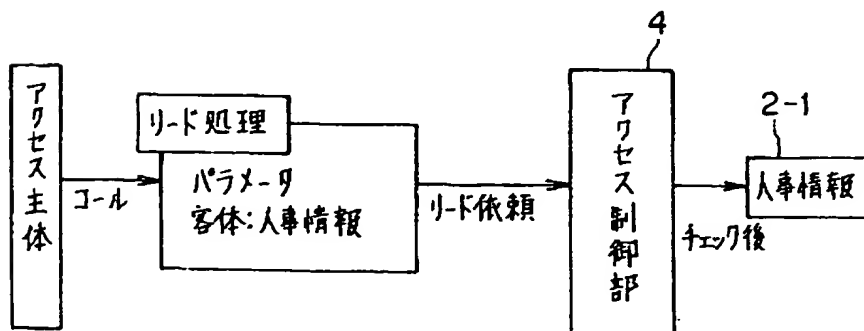 アクセス主体
コール
リード処理
パラメータ
客体:人事情報
リード依頼
4
アクセス制御部
チェック後
2-1
人事情報